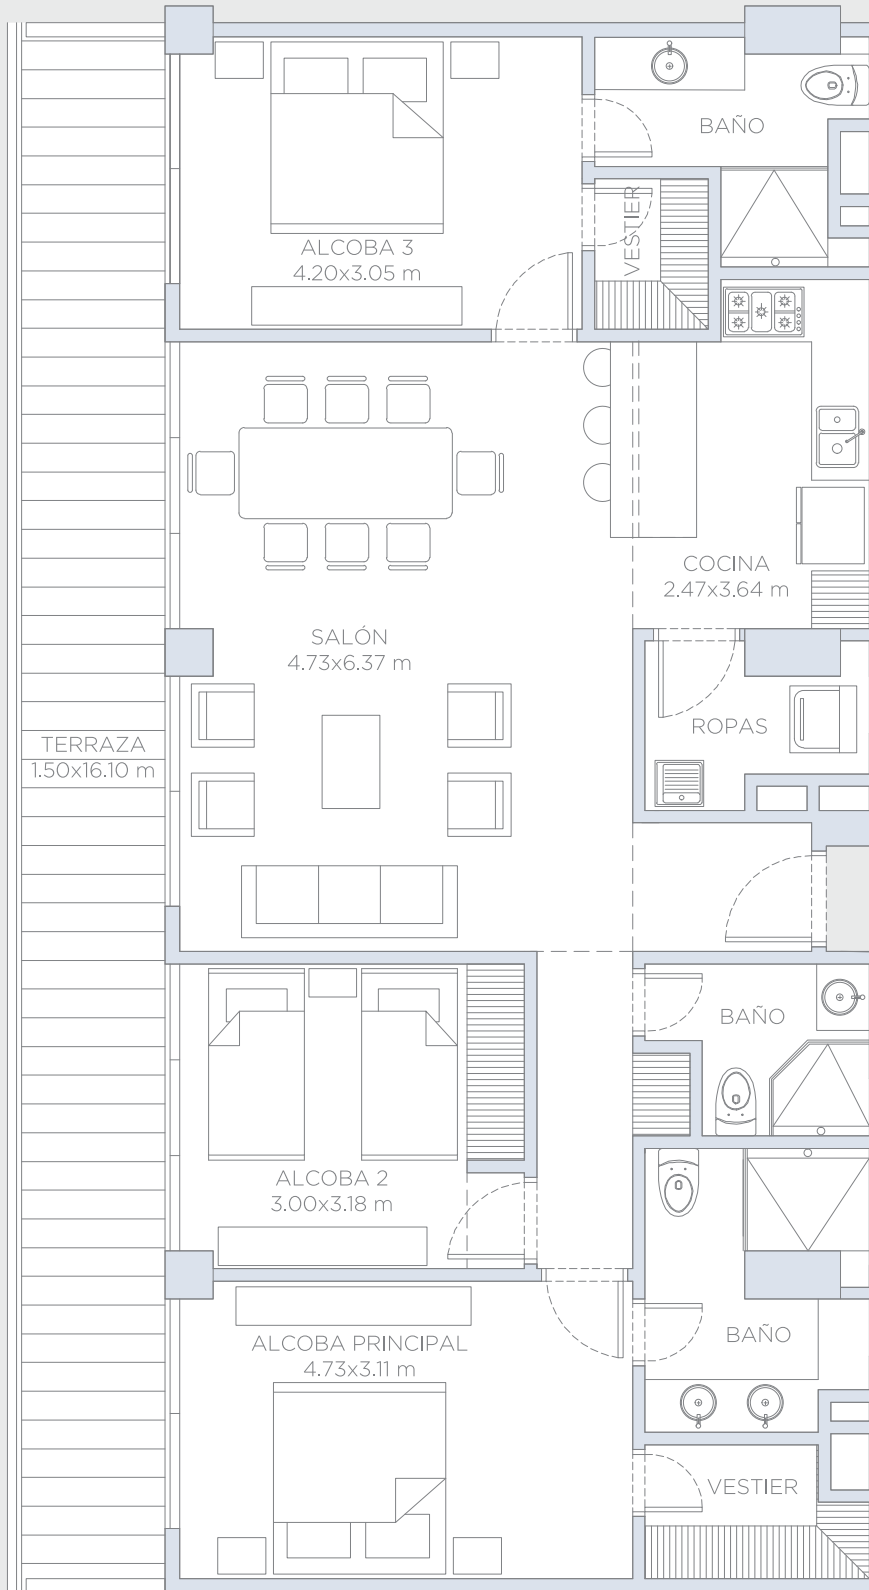 BAÑO
VESTIER
ALCOBA 3
4.20x3.05 m
COCINA
2.47x3.64 m
SALÓN
4.73x6.37 m
ROPAS
TERRAZA
1.50x16.10 m
BAÑO
ALCOBA 2
3.00x3.18 m
BAÑO
ALCOBA PRINCIPAL
4.73x3.11 m
VESTIER